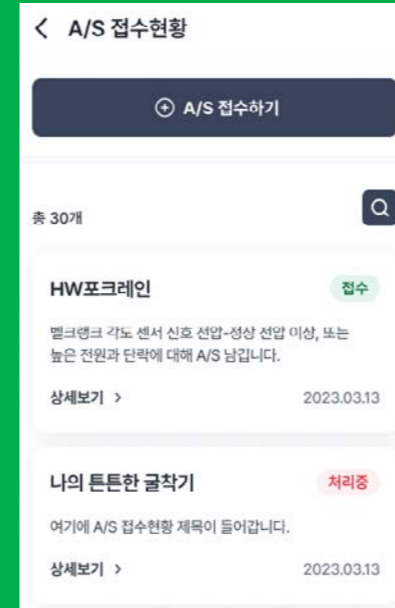 A/S 접수현황
A/S 접수하기
총 30개
HW포크레인
접수
벨크랭크 각도 센서 신호 전압-정상 전압 이상, 또는
높은 전원과 단락에 대해 A/S 남깁니다.
상세보기 >
2023.03.13
나의 튼튼한 굴착기
처리중
여기에 A/S 접수현황 제목이 들어갑니다.
상세보기 >
2023.03.13